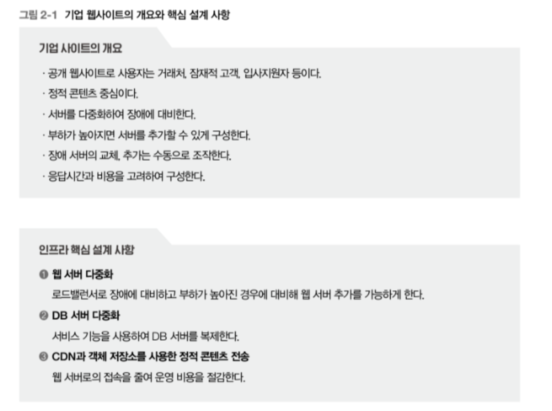 그림 2-1 기업 웹사이트의 개요와 핵심 설계 사항
기업 사이트의 개요
· 공개 웹사이트로 사용자는 거래처, 잠재적 고객, 입사지원자 등이다.
· 정적 콘텐츠 중심이다.
· 서버를 다중화하여 장애에 대비한다.
· 부하가 높아지면 서버를 추가할 수 있게 구성한다.
· 장애 서버의 교체, 추가는 수동으로 조작한다.
· 응답시간과 비용을 고려하여 구성한다.
인프라 핵심 설계 사항
❶ 웹 서버 다중화
로드밸런서로 장애에 대비하고 부하가 높아진 경우에 대비해 웹 서버 추가를 가능하게 한다.
❷ DB 서버 다중화
서비스 기능을 사용하여 DB 서버를 복제한다.
❸ CDN과 객체 저장소를 사용한 정적 콘텐츠 전송
웹 서버로의 접속을 줄여 운영 비용을 절감한다.